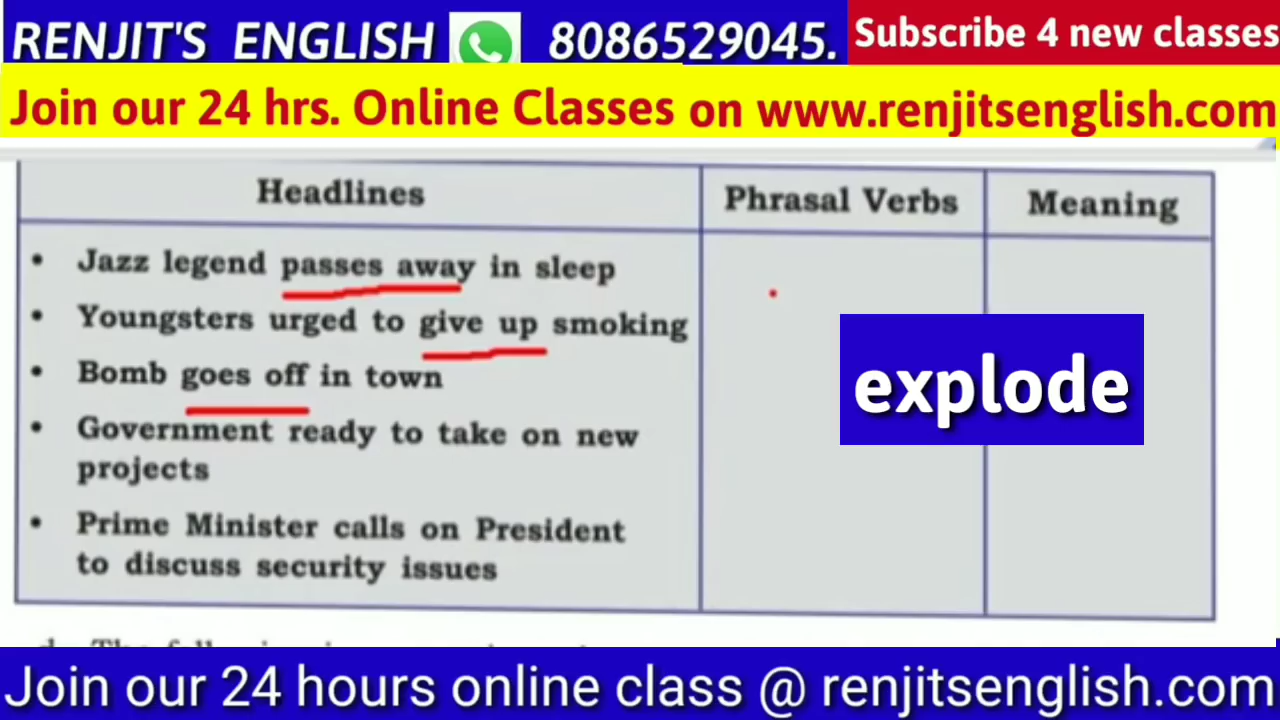 RENJIT'S ENGLISH 8086529045. Subscribe 4 new classes
Join our 24 hrs. Online Classes on www.renjitsenglish.com
Headlines Phrasal Verbs Meaning
• Jazz legend passes away in sleep
• Youngsters urged to give up smoking
• Bomb goes off in town
explode
• Government ready to take on new
projects
• Prime Minister calls on President
to discuss security issues
Join our 24 hours online class @ renjitsenglish.com